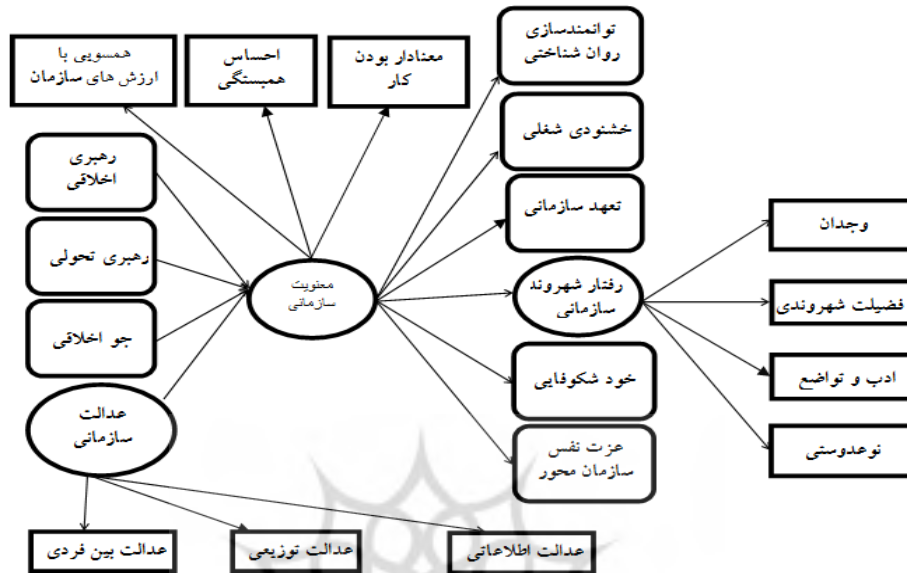 توانمندسازی
روان شناختی
معنادار بودن
کار
احساس
همبستگی
همسویی با
ارزش های سازمان
خشنودی شغلی
رهبری
اخلاقی
تعهد سازمانی
وجدان
رهبری تحولی
معنویت
سازمانی
رفتار شهروند
سازمانی
فضیلت شهروندی
جو اخلاقی
خود شکوفایی
ادب و تواضع
عدالت
سازمانی
عزت نفس
سازمان محور
نوعدوستی
عدالت اطلاعاتی
عدالت توزیعی
عدالت بین فردی